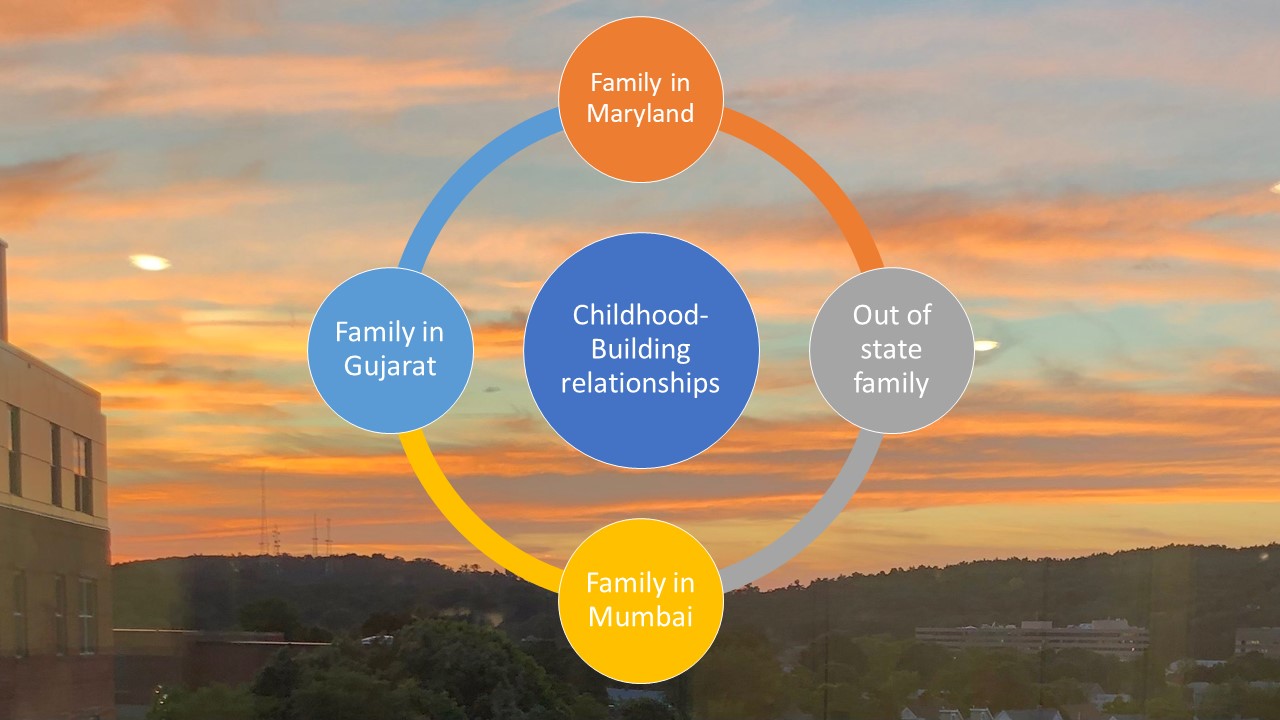 Family in
Maryland
Family in
Gujarat
Childhood-
Building
relationships
Out of
state
family
Family in
Mumbai